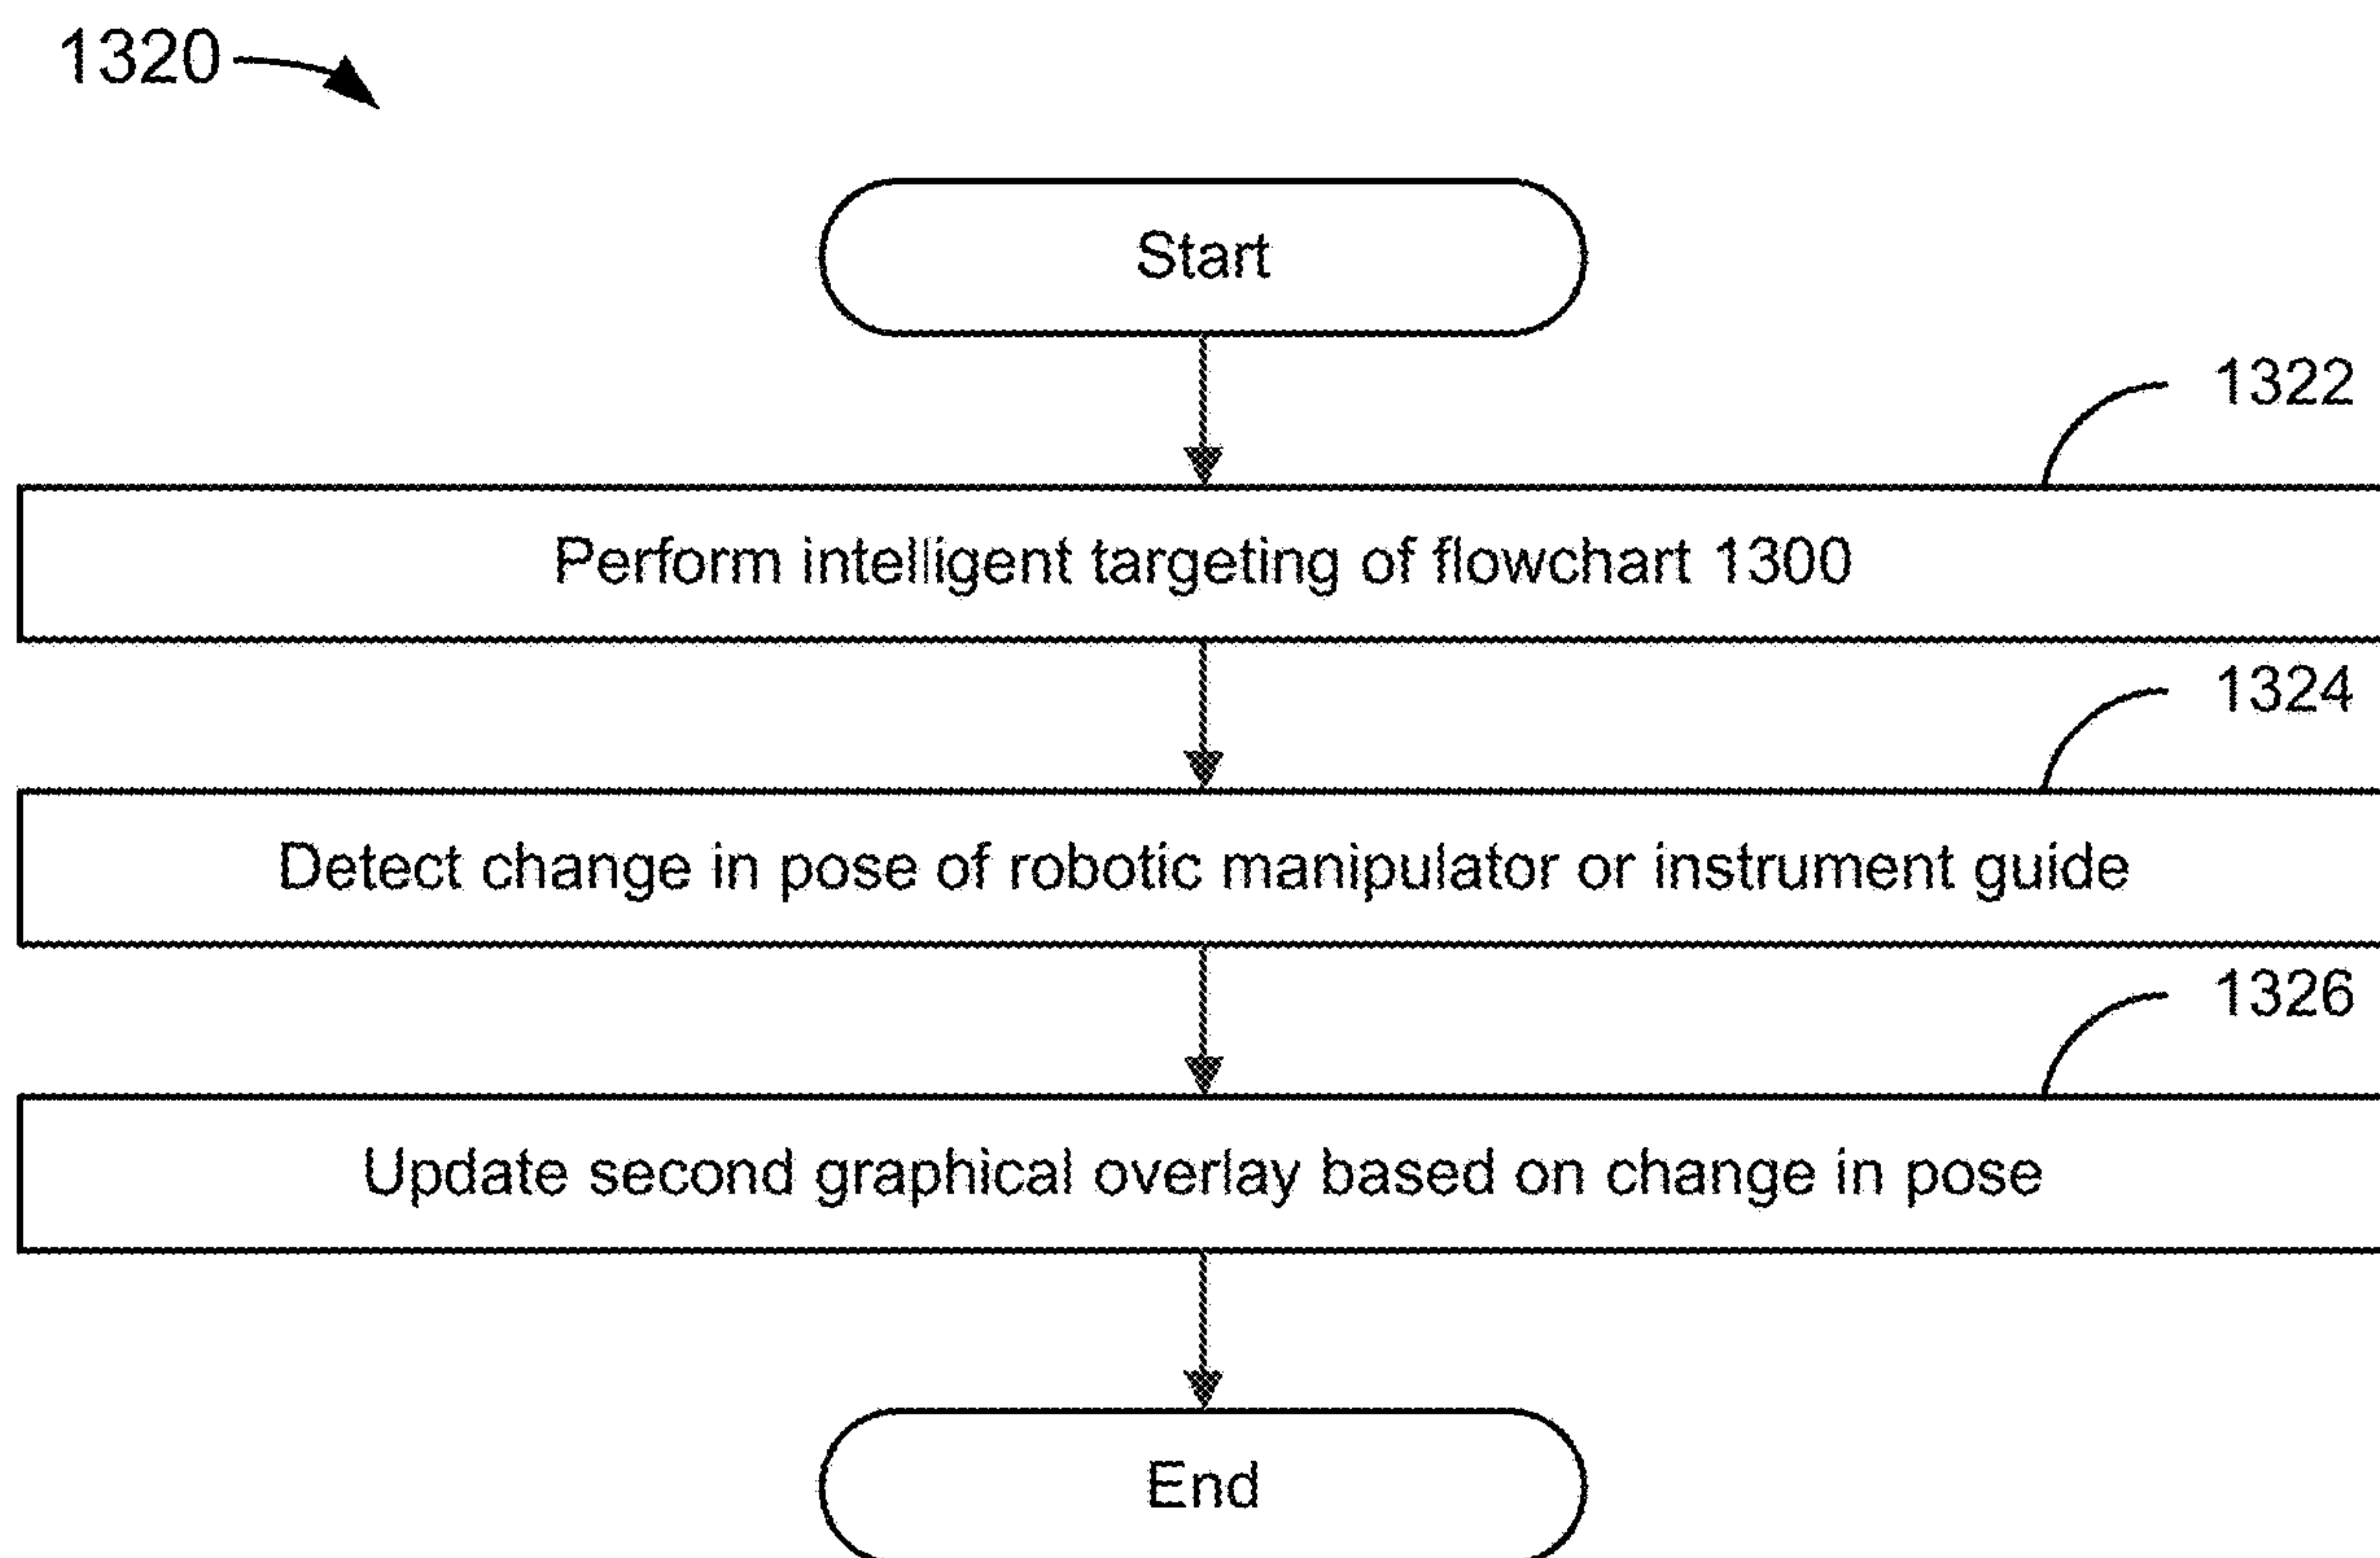 1320
Start
1322
Perform intelligent targeting of flowchart 1300
1324
Detect change in pose of robotic manipulator or instrument guide
1326
Update second graphical overlay based on change in pose
End